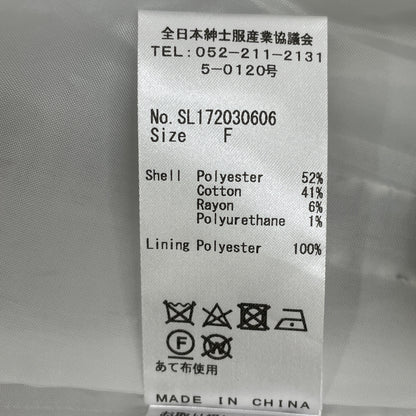 全日本紳士服産業協議会
TEL:052-211-2131
5-0120号
No. SL172030606
Size F
Shell Polyester 52%
Cotton 41%
Rayon 6%
Polyurethane 1%
Lining Polyester 100%
F W
あて布使用
MADE IN CHINA